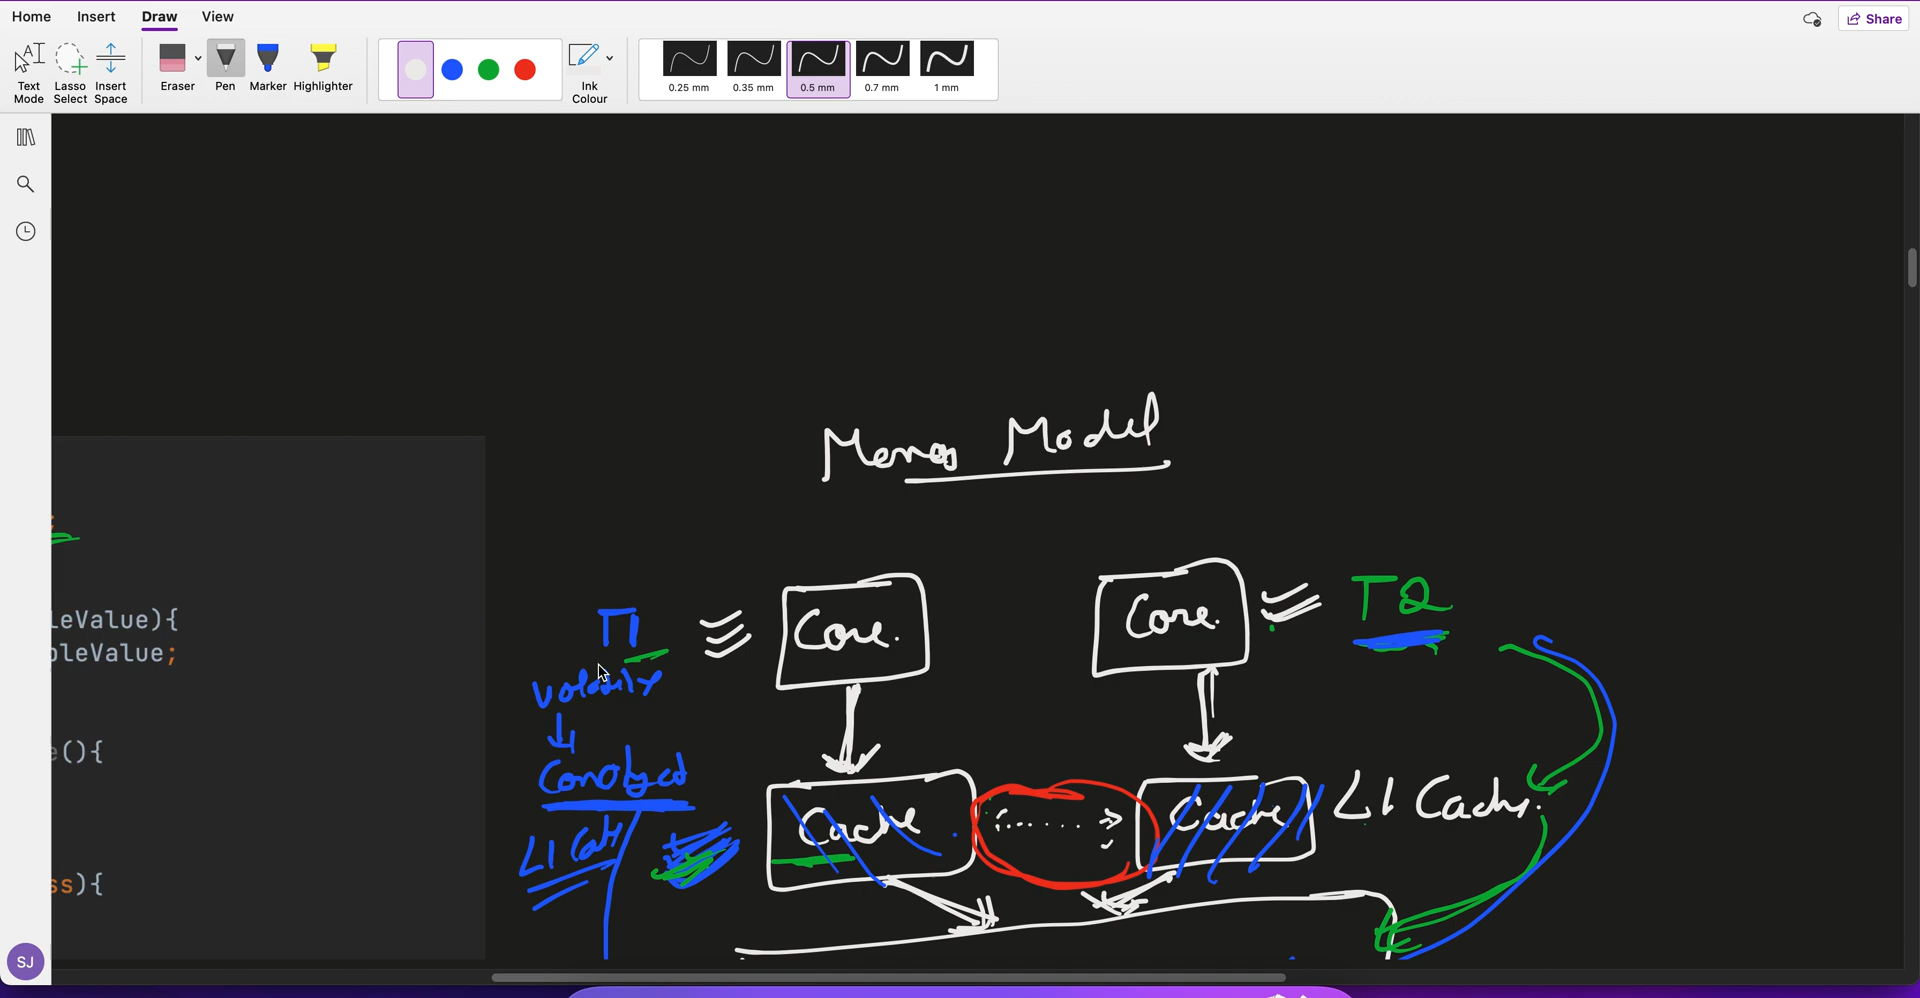 Home Insert Draw View
Share
Text Mode
Lasso Select
Insert Space
Eraser
Pen
Marker
Highlighter
Ink Colour
0.25 mm
0.35 mm
0.5 mm
0.7 mm
1 mm
Model
;
leValue){
bleValue;
e(){
ss){
T1
Core.
Core.
T2
Cache
Cache
L1 Cache.
L1
SJ